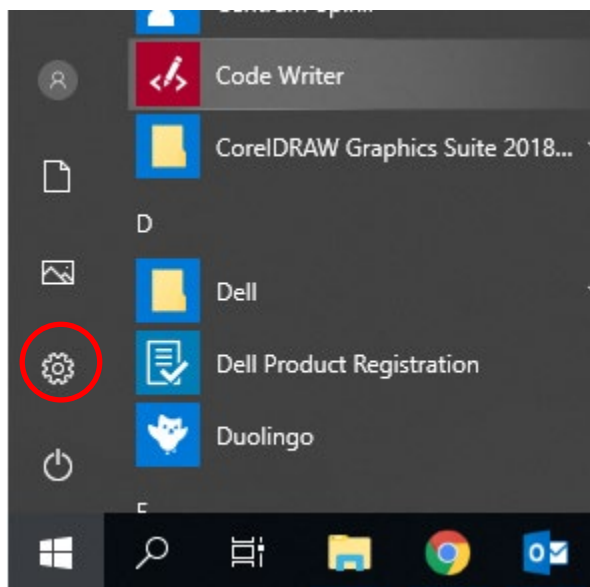 Code Writer
CorelDRAW Graphics Suite 2018...
D
Dell
Dell Product Registration
Duolingo